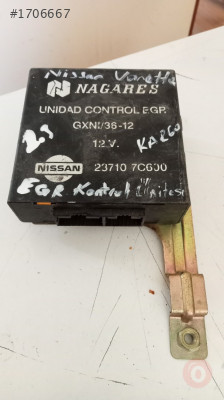 #1706667
Nissan Vanette
NAGARES
UNIDAD CONTROL EGR.
GXNI/36-12
12 V.
KARGO
NISSAN
23710 7C600
EGR Kontrol Ünitesi